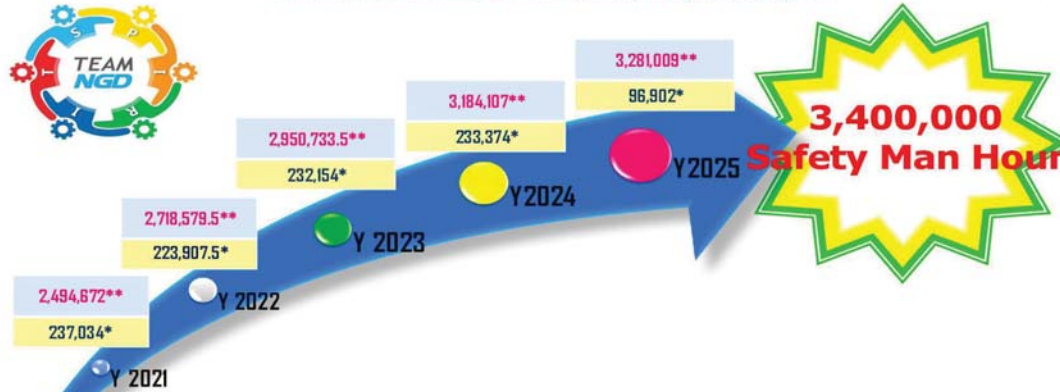 S P I R I T
TEAM
NGD
3,281,009**
96,902*
3,184,107**
233,374*
2,950,733.5**
232,154*
2,718,579.5**
223,907.5*
2,494,672**
237,034*
Y 2021
Y 2022
Y 2023
Y2024
Y2025
3,400,000
Safety Man Hour